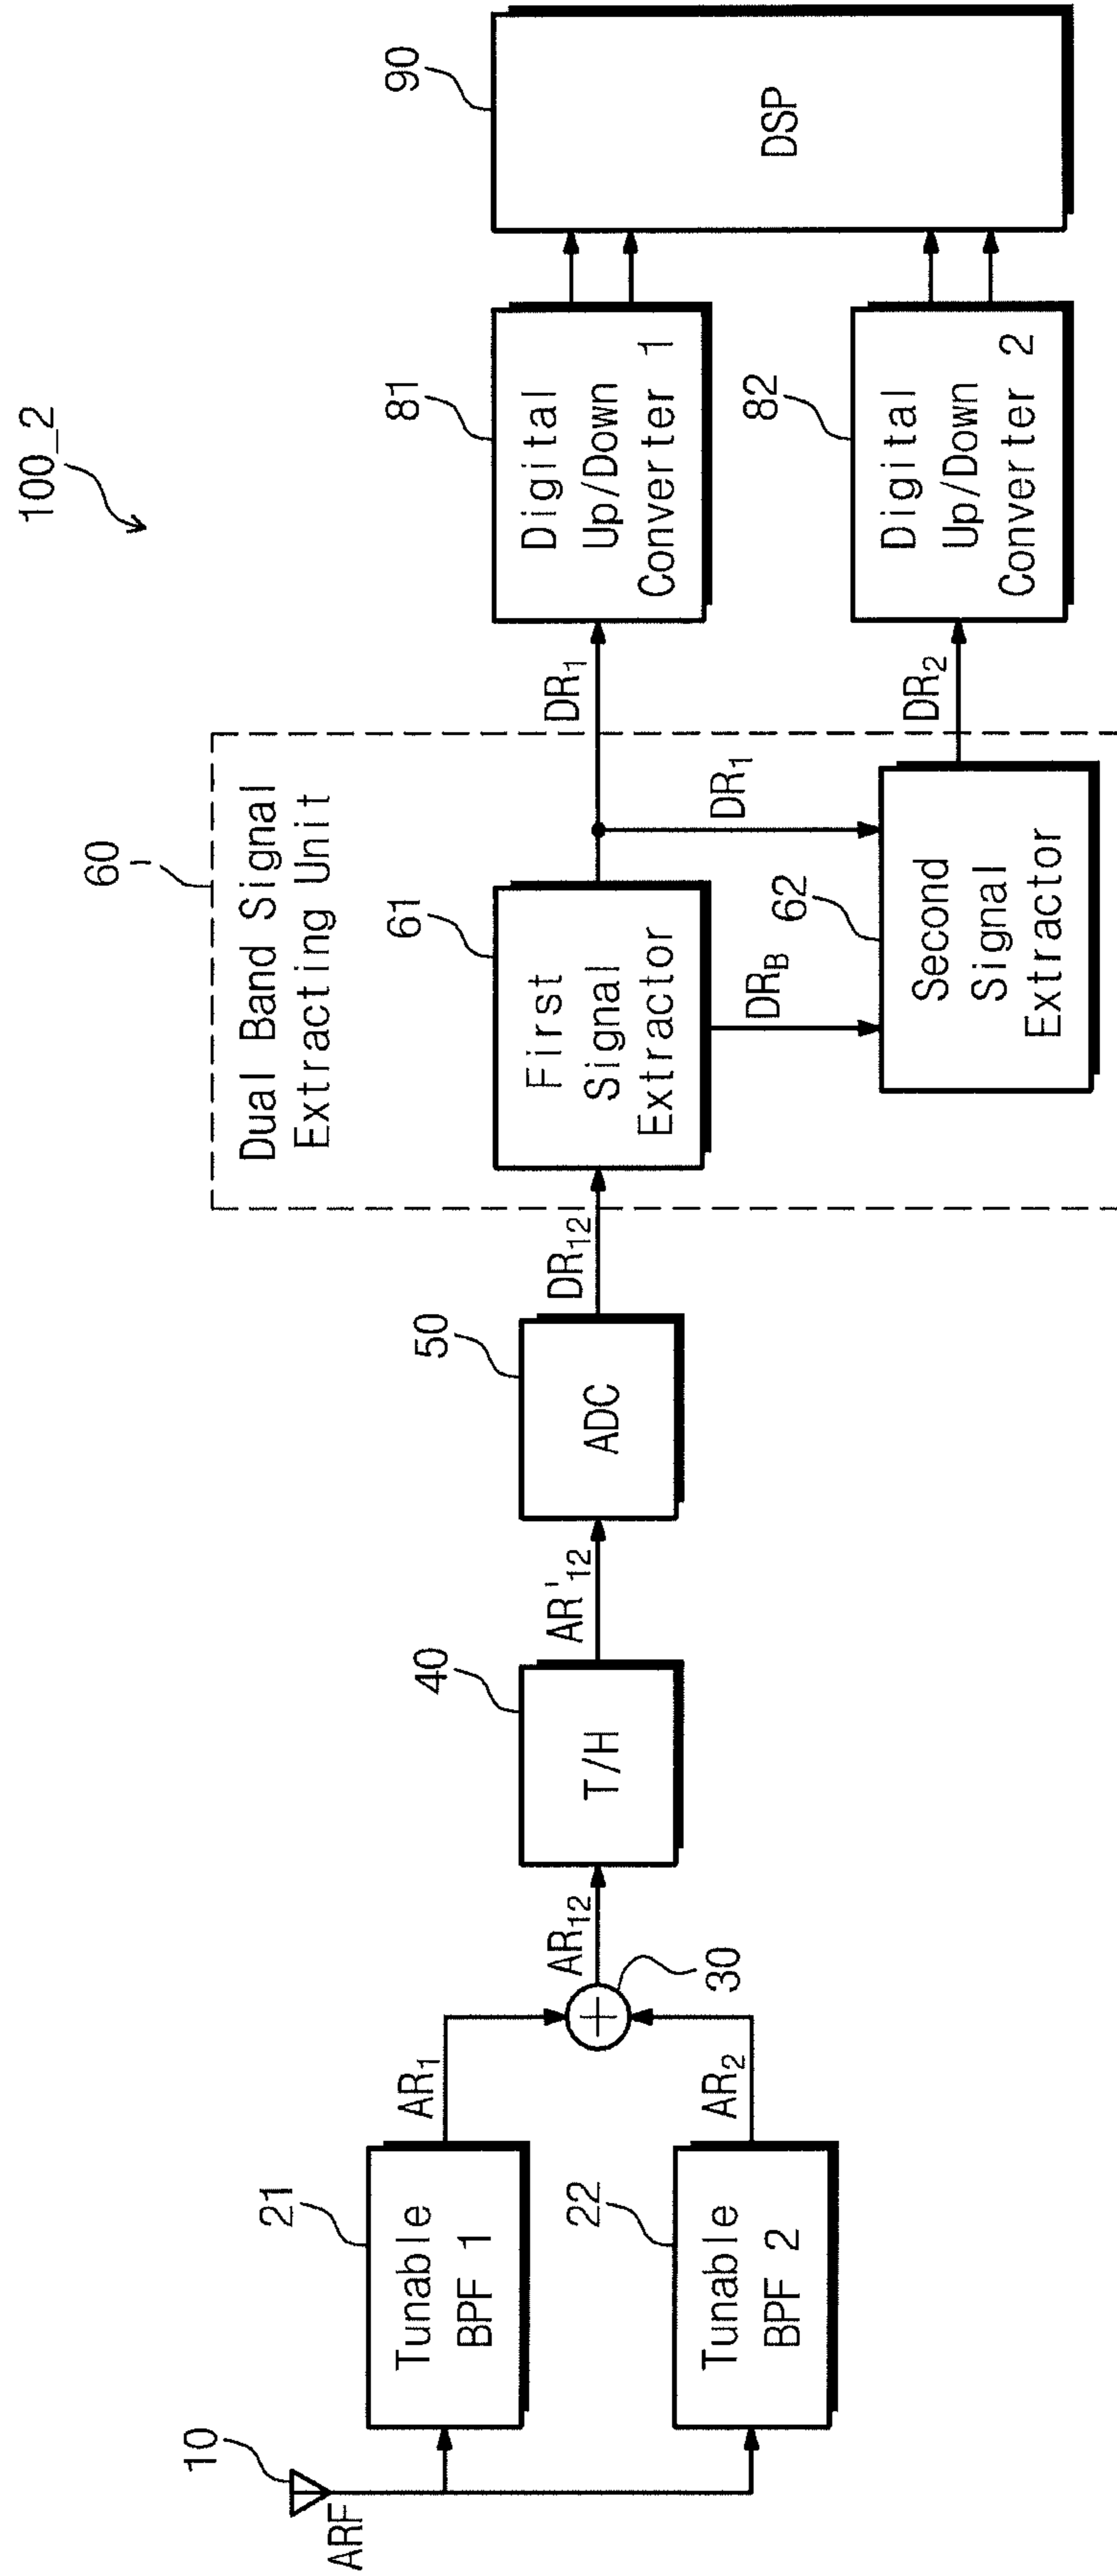 100_2
10
ARF
21
Tunable
BPF 1
22
Tunable
BPF 2
AR1
AR2
30
AR12
40
T/H
AR'12
50
ADC
DR12
60'
Dual Band Signal
Extracting Unit
61
First
Signal
Extractor
DRB
DR1
62
Second
Signal
Extractor
DR1
DR2
81
Digital
Up/Down
Converter 1
82
Digital
Up/Down
Converter 2
90
DSP